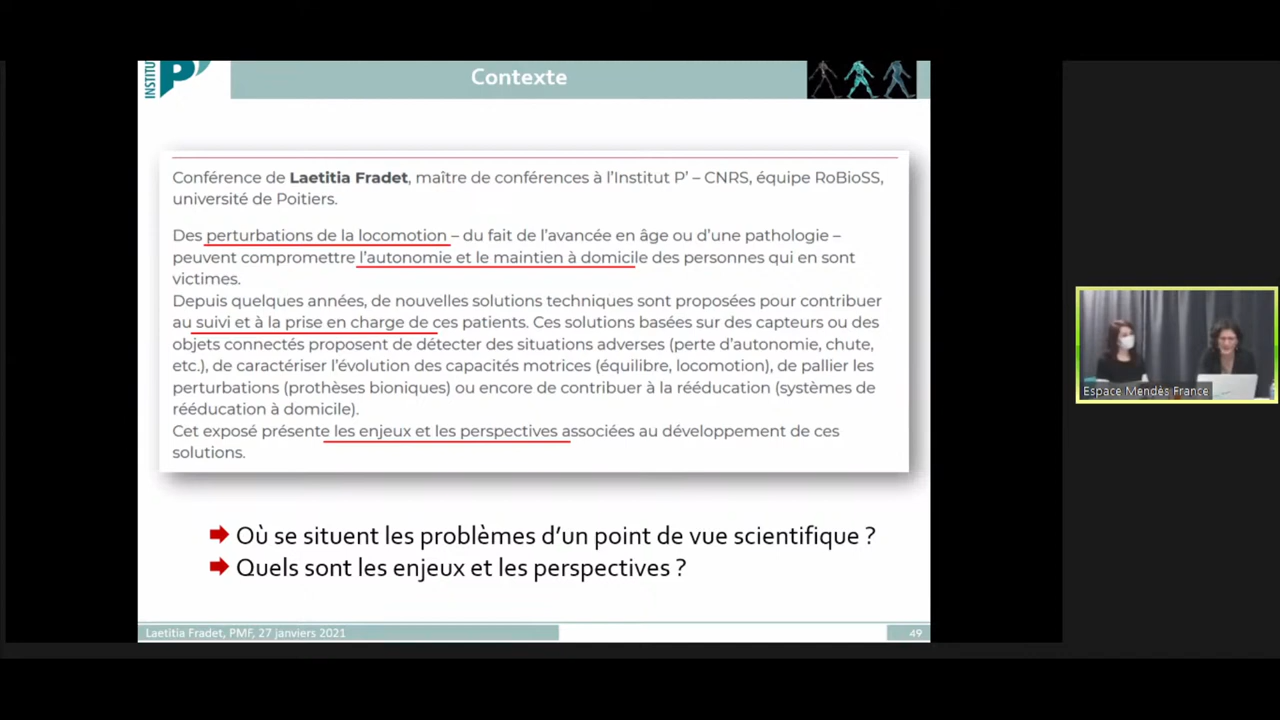 INSTITUT
P'
Contexte
Conférence de Laetitia Fradet, maître de conférences à l'Institut P' – CNRS, équipe RoBioSS,
université de Poitiers.
Des perturbations de la locomotion – du fait de l'avancée en âge ou d'une pathologie –
peuvent compromettre l'autonomie et le maintien à domicile des personnes qui en sont
victimes.
Depuis quelques années, de nouvelles solutions techniques sont proposées pour contribuer
au suivi et à la prise en charge de ces patients. Ces solutions basées sur des capteurs ou des
objets connectés proposent de détecter des situations adverses (perte d'autonomie, chute,
etc.), de caractériser l'évolution des capacités motrices (équilibre, locomotion), de pallier les
perturbations (prothèses bioniques) ou encore de contribuer à la rééducation (systèmes de
rééducation à domicile).
Cet exposé présente les enjeux et les perspectives associées au développement de ces
solutions.
Où se situent les problèmes d'un point de vue scientifique ?
Quels sont les enjeux et les perspectives ?
Laetitia Fradet, PMF, 27 janviers 2021
49
Espace Mendès France